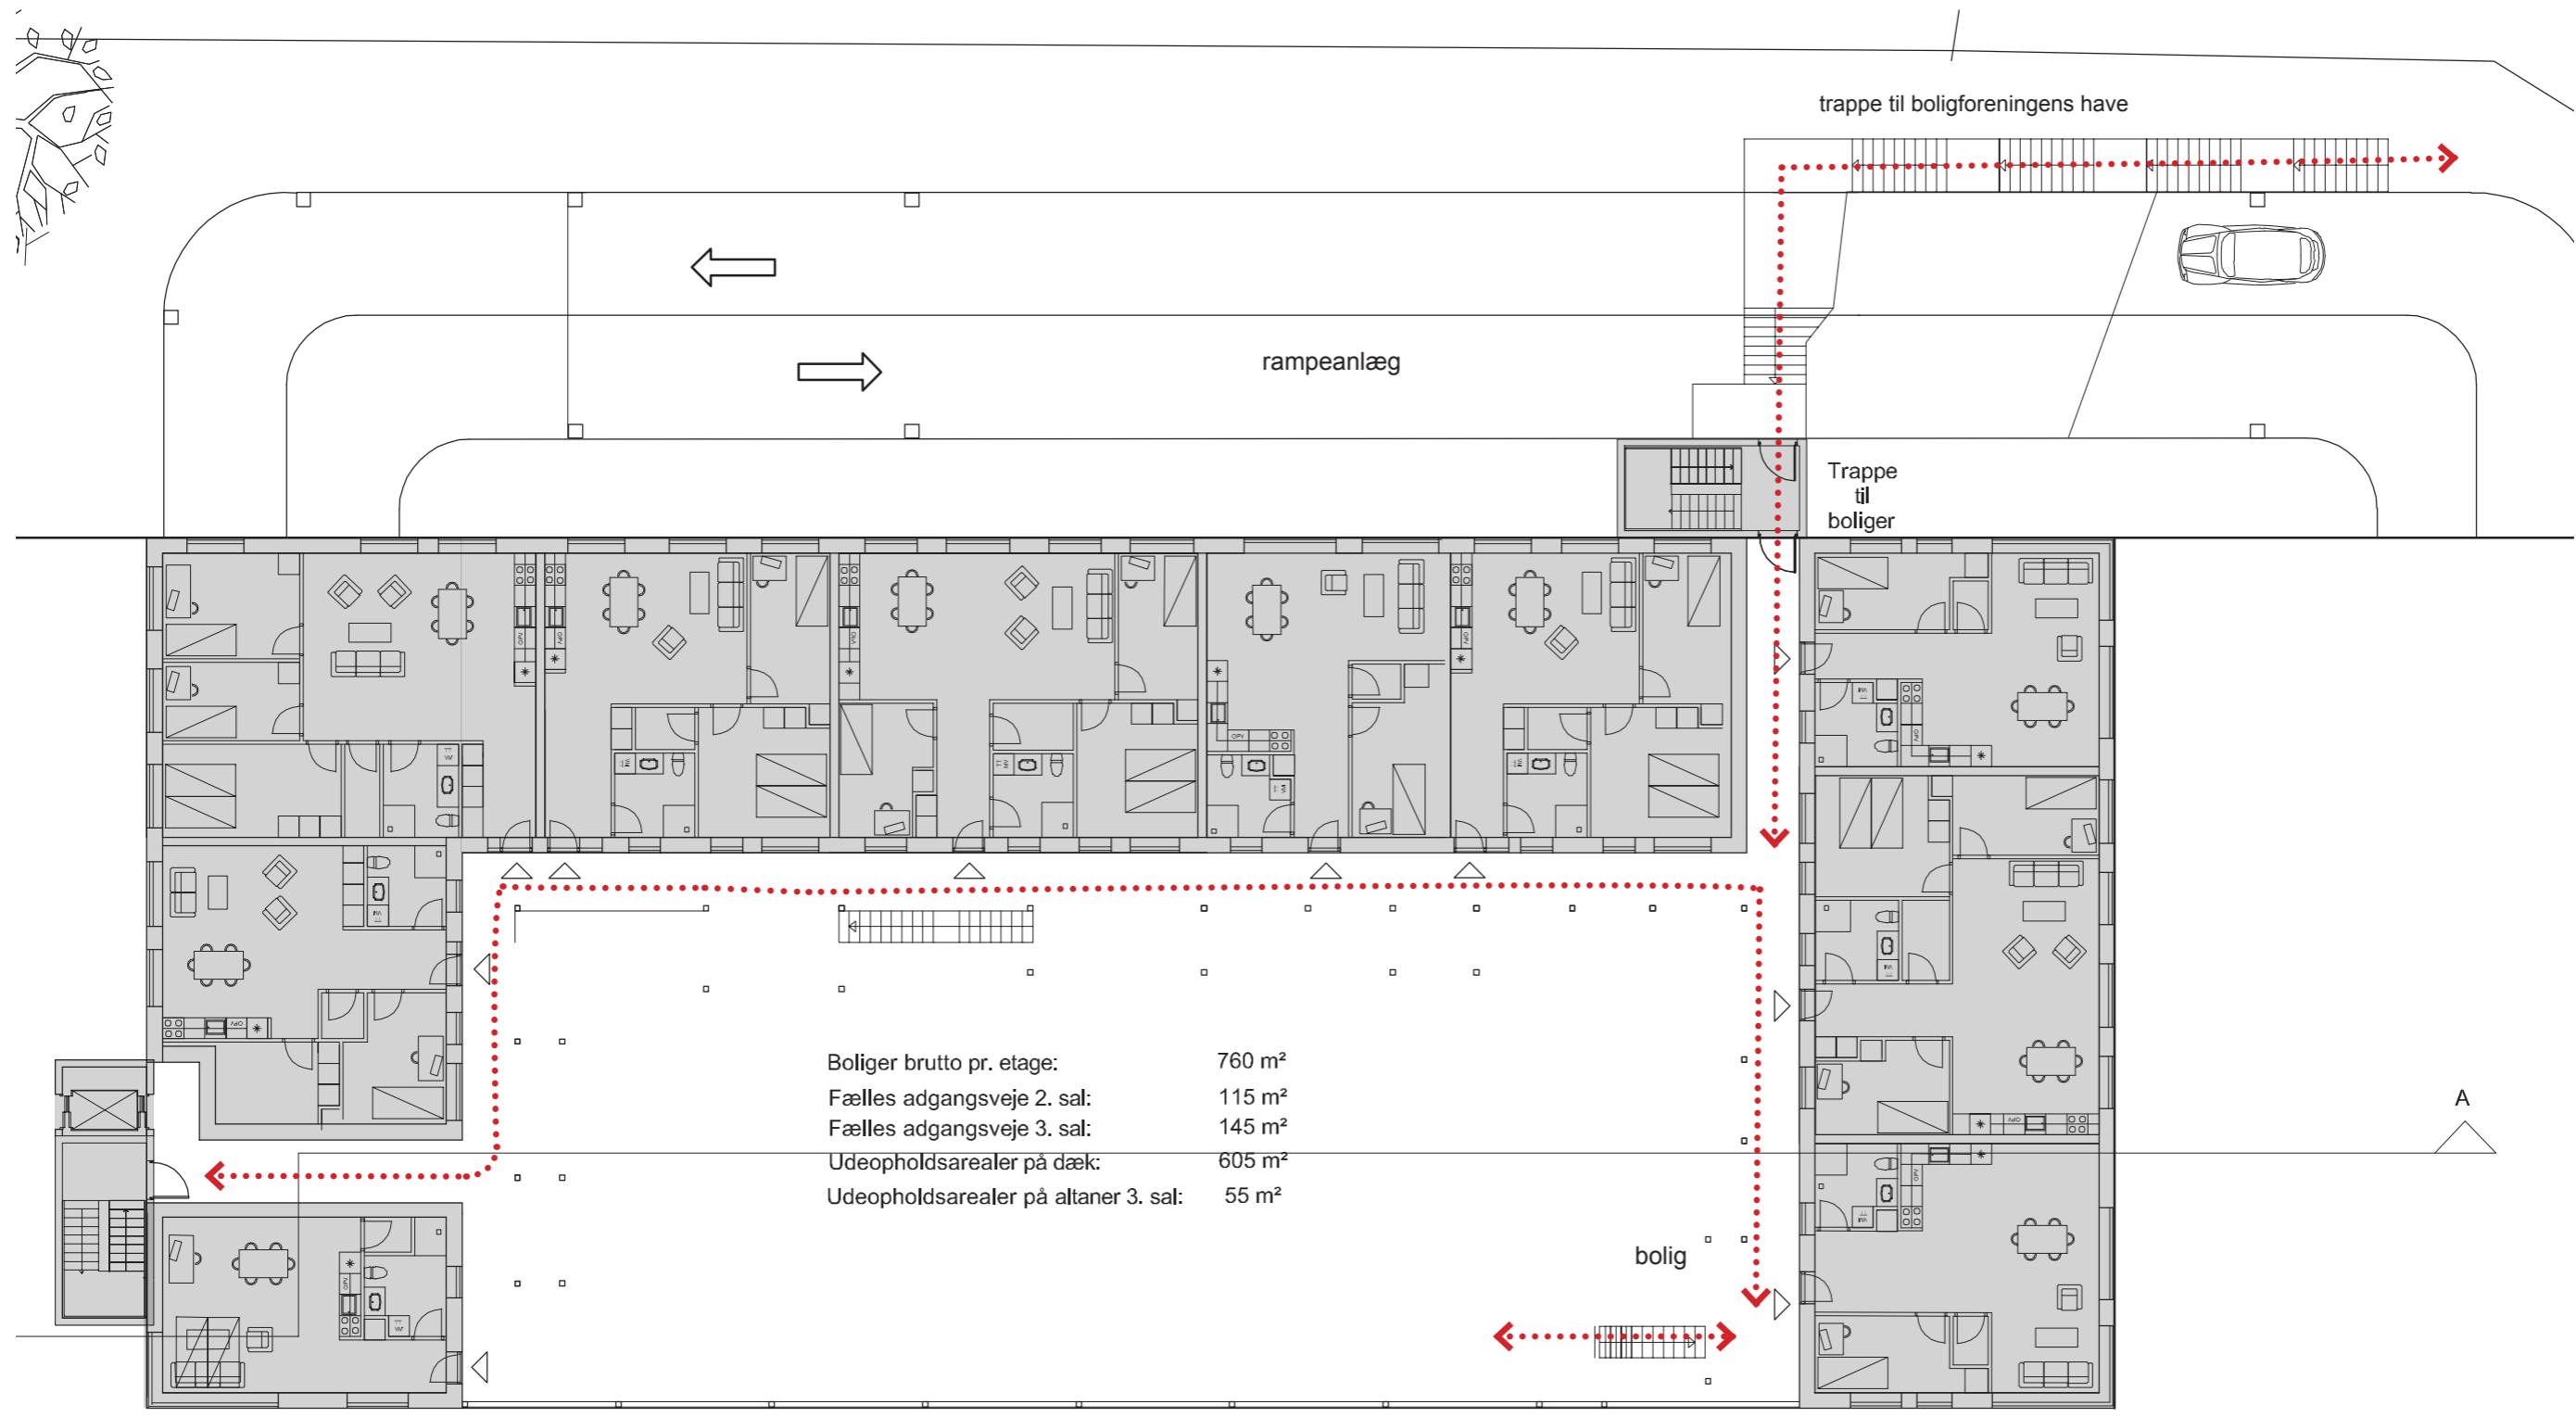 trappe til boligforeningens have
rampeanlæg
Trappe
til
boliger
Boliger brutto pr. etage: 760 m²
Fælles adgangsveje 2. sal: 115 m²
Fælles adgangsveje 3. sal: 145 m²
Udeopholdsarealer på dæk: 605 m²
Udeopholdsarealer på altaner 3. sal: 55 m²
A
bolig